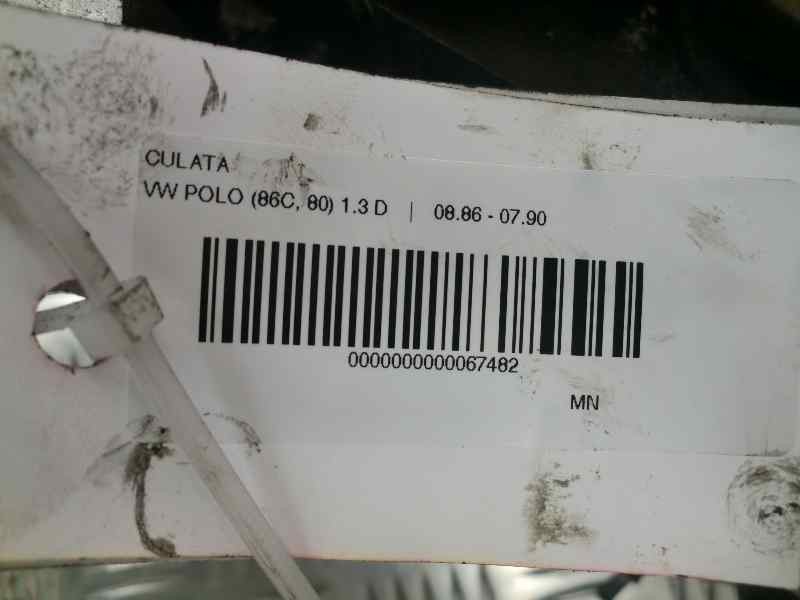 CULATA
VW POLO (86C, 80) 1.3 D | 08.86 - 07.90
0000000000067482
MN